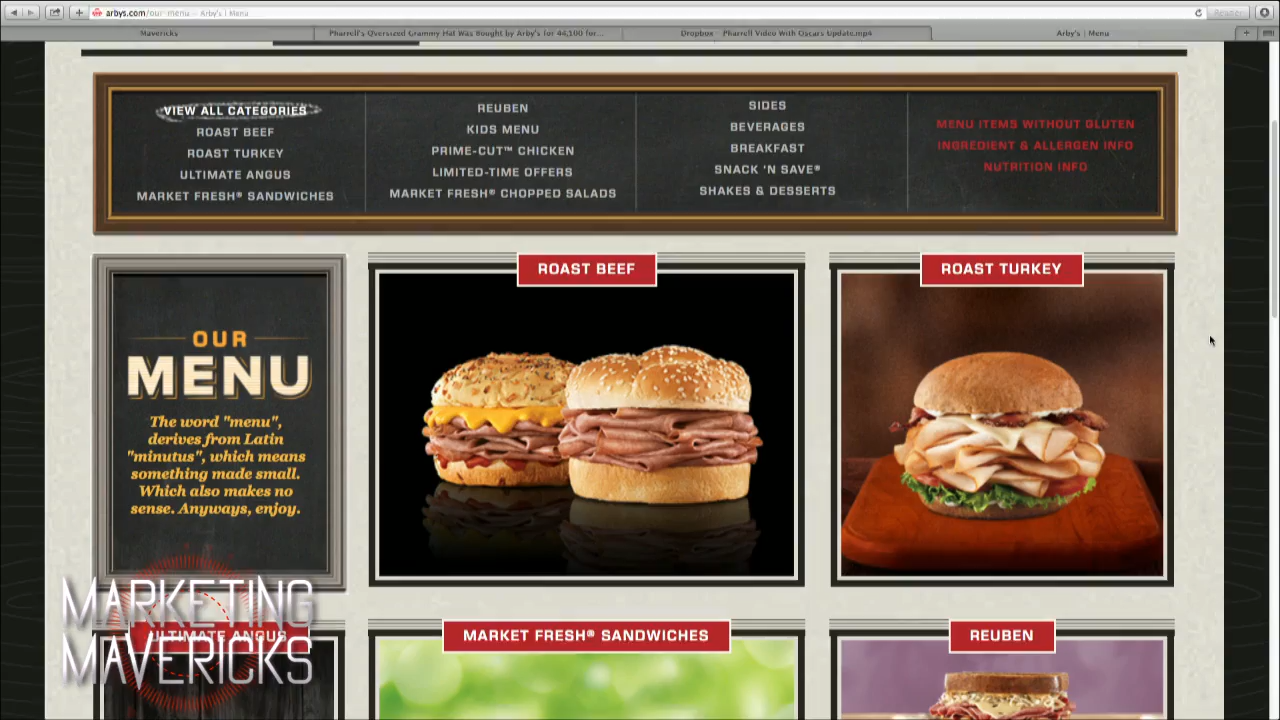 arbys.com/our-menu — Arby's | Menu
Reader
Mavericks
Pharrell's Oversized Grammy Hat Was Bought by Arby's for 44,100 for...
Dropbox - Pharrell Video With Oscars Update.mp4
Arby's | Menu
VIEW ALL CATEGORIES
ROAST BEEF
ROAST TURKEY
ULTIMATE ANGUS
MARKET FRESH® SANDWICHES
REUBEN
KIDS MENU
PRIME-CUT™ CHICKEN
LIMITED-TIME OFFERS
MARKET FRESH® CHOPPED SALADS
SIDES
BEVERAGES
BREAKFAST
SNACK 'N SAVE®
SHAKES & DESSERTS
MENU ITEMS WITHOUT GLUTEN
INGREDIENT & ALLERGEN INFO
NUTRITION INFO
OUR
MENU
The word "menu",
derives from Latin
"minutus", which means
something made small.
Which also makes no
sense. Anyways, enjoy.
ROAST BEEF
ROAST TURKEY
ULTIMATE ANGUS
MARKET FRESH® SANDWICHES
REUBEN
MARKETING
MAVERICKS